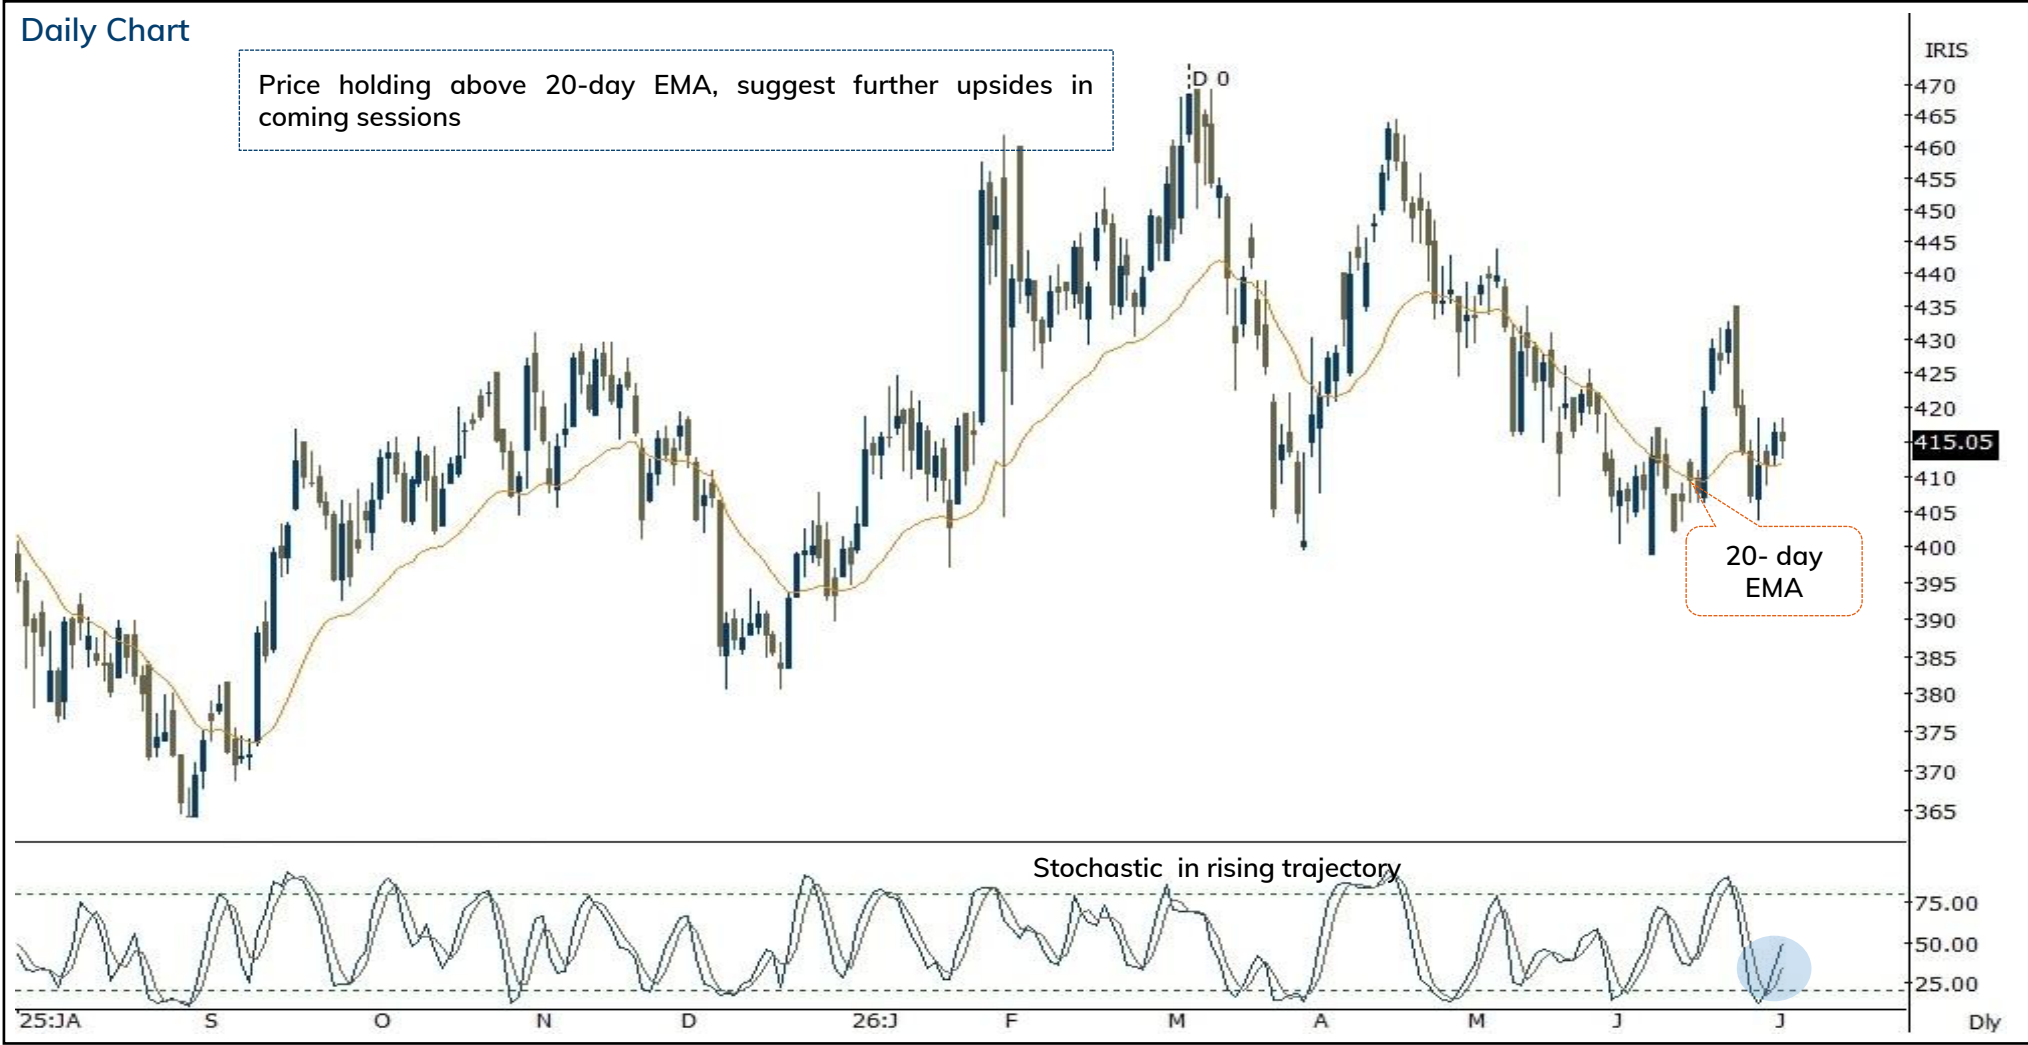 Daily Chart
IRIS
Price holding above 20-day EMA, suggest further upsides in
coming sessions
D 0
470
465
460
455
450
445
440
435
430
425
420
415.05
410
405
400
395
390
385
380
375
370
365
20- day
EMA
Stochastic in rising trajectory
75.00
50.00
25.00
25:JA S O N D 26:J F M A M J J Dly